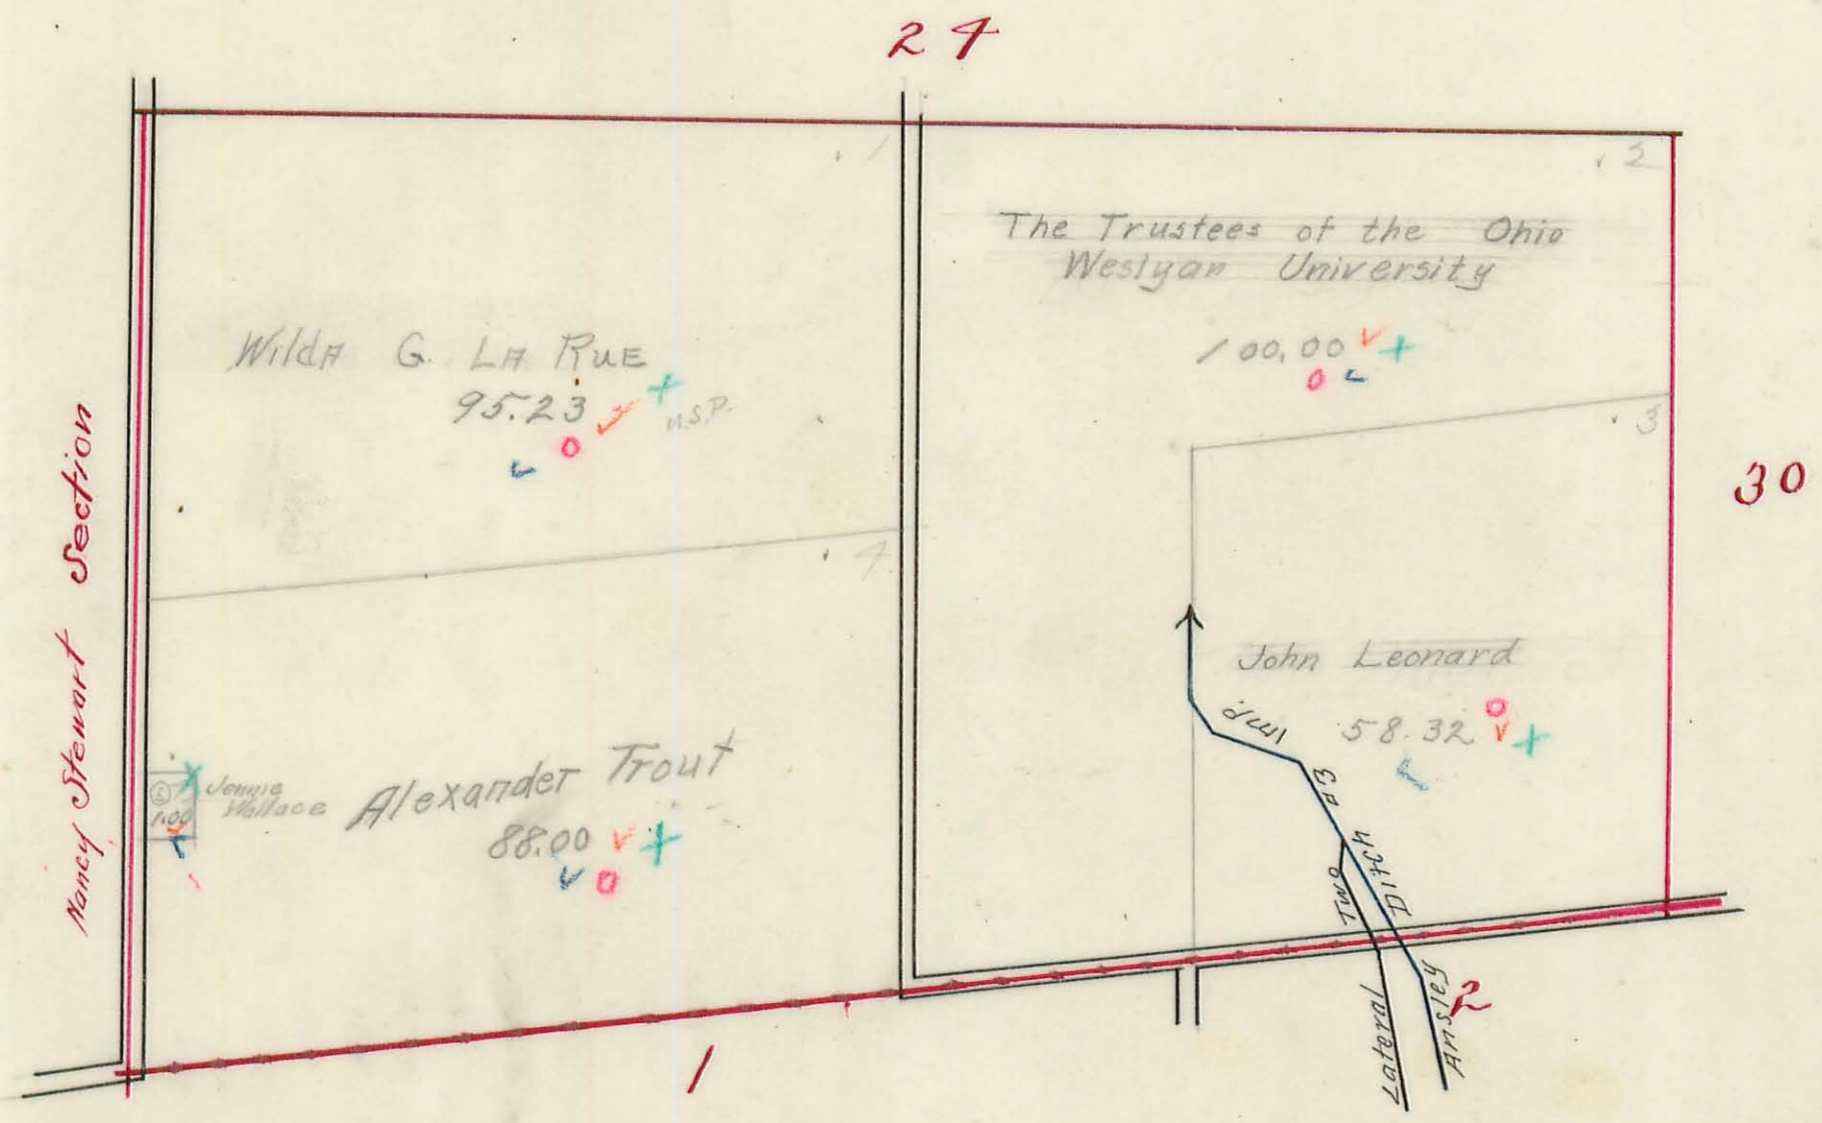 24
1
2
The Trustees of the Ohio
Weslyan University
100.00
Wilda G. La Rue
95.23
U.S.P.
3
30
Nancy Stewart Section
4
John Leonard
58.32
Imp. #3
Jennie
Wallace
1.00
Alexander Trout
88.00
Two
Ditch
Lateral
Ansley
2
1